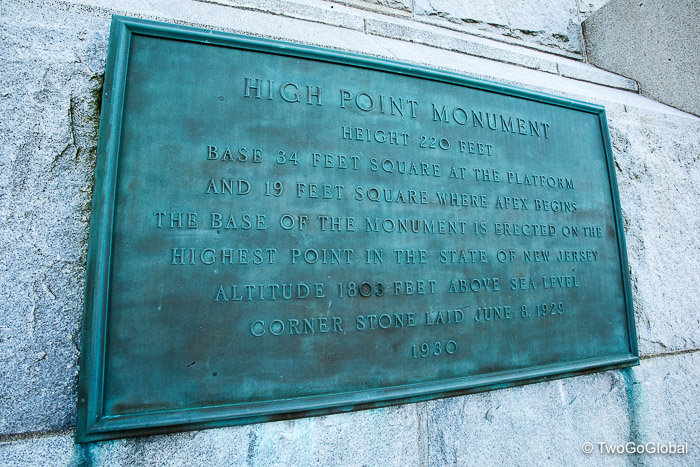 HIGH POINT MONUMENT
HEIGHT 220 FEET
BASE 34 FEET SQUARE AT THE PLATFORM
AND 19 FEET SQUARE WHERE APEX BEGINS
THE BASE OF THE MONUMENT IS ERECTED ON THE
HIGHEST POINT IN THE STATE OF NEW JERSEY
ALTITUDE 1803 FEET ABOVE SEA LEVEL
CORNER STONE LAID JUNE 8, 1929
1930
© TwoGoGlobal